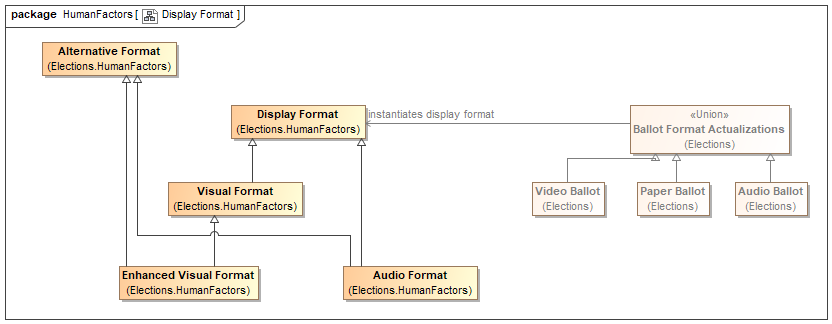 package HumanFactors [ Display Format ]
Alternative Format
(Elections.HumanFactors)
Display Format
(Elections.HumanFactors)
instantiates display format
«Union»
Ballot Format Actualizations
(Elections)
Visual Format
(Elections.HumanFactors)
Video Ballot
(Elections)
Paper Ballot
(Elections)
Audio Ballot
(Elections)
Enhanced Visual Format
(Elections.HumanFactors)
Audio Format
(Elections.HumanFactors)